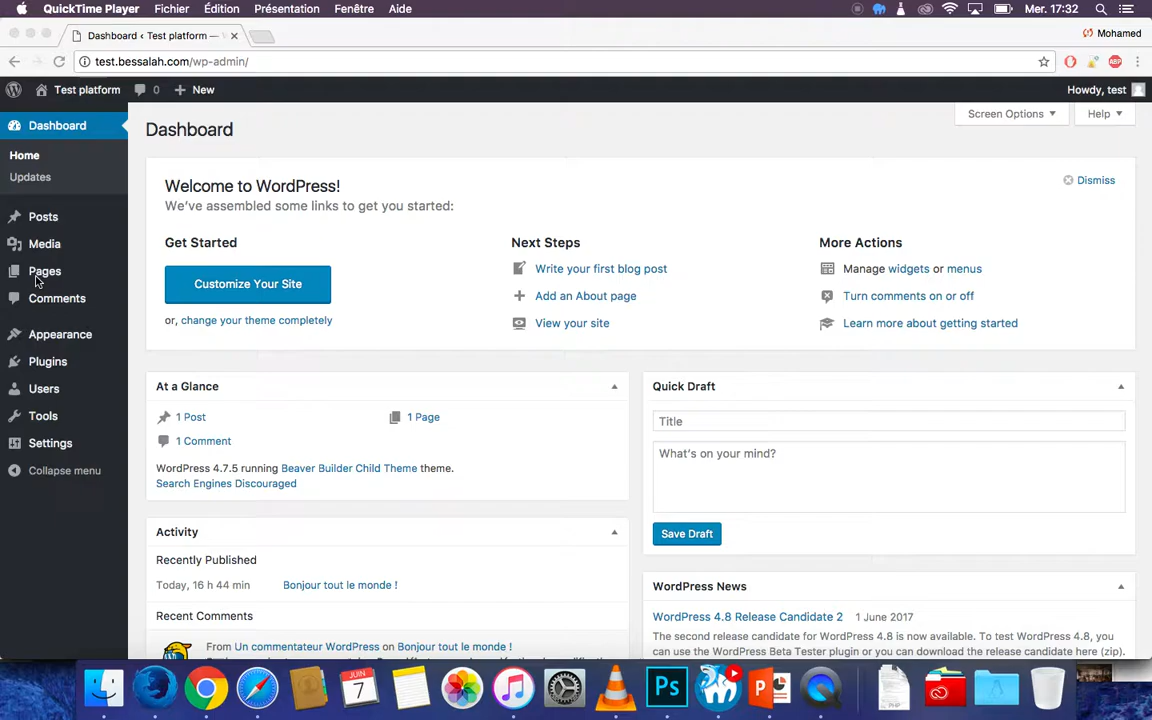 QuickTime Player Fichier Édition Présentation Fenêtre Aide Mer. 17:32
Dashboard ‹ Test platform — Mohamed
test.bessalah.com/wp-admin/ ABP
Test platform 0 New Howdy, test
Dashboard
Home
Updates
Posts
Media
Pages
Comments
Appearance
Plugins
Users
Tools
Settings
Collapse menu
Screen Options Help
Dashboard
Welcome to WordPress!
We've assembled some links to get you started:
Dismiss
Get Started
Customize Your Site
or, change your theme completely
Next Steps
Write your first blog post
Add an About page
View your site
More Actions
Manage widgets or menus
Turn comments on or off
Learn more about getting started
At a Glance
1 Post 1 Page
1 Comment
WordPress 4.7.5 running Beaver Builder Child Theme theme.
Search Engines Discouraged
Activity
Recently Published
Today, 16 h 44 min Bonjour tout le monde !
Recent Comments
From Un commentateur WordPress on Bonjour tout le monde !
Quick Draft
Title
What's on your mind?
Save Draft
WordPress News
WordPress 4.8 Release Candidate 2 1 June 2017
The second release candidate for WordPress 4.8 is now available. To test WordPress 4.8, you
can use the WordPress Beta Tester plugin or you can download the release candidate here (zip).
JUIN
7
Ps